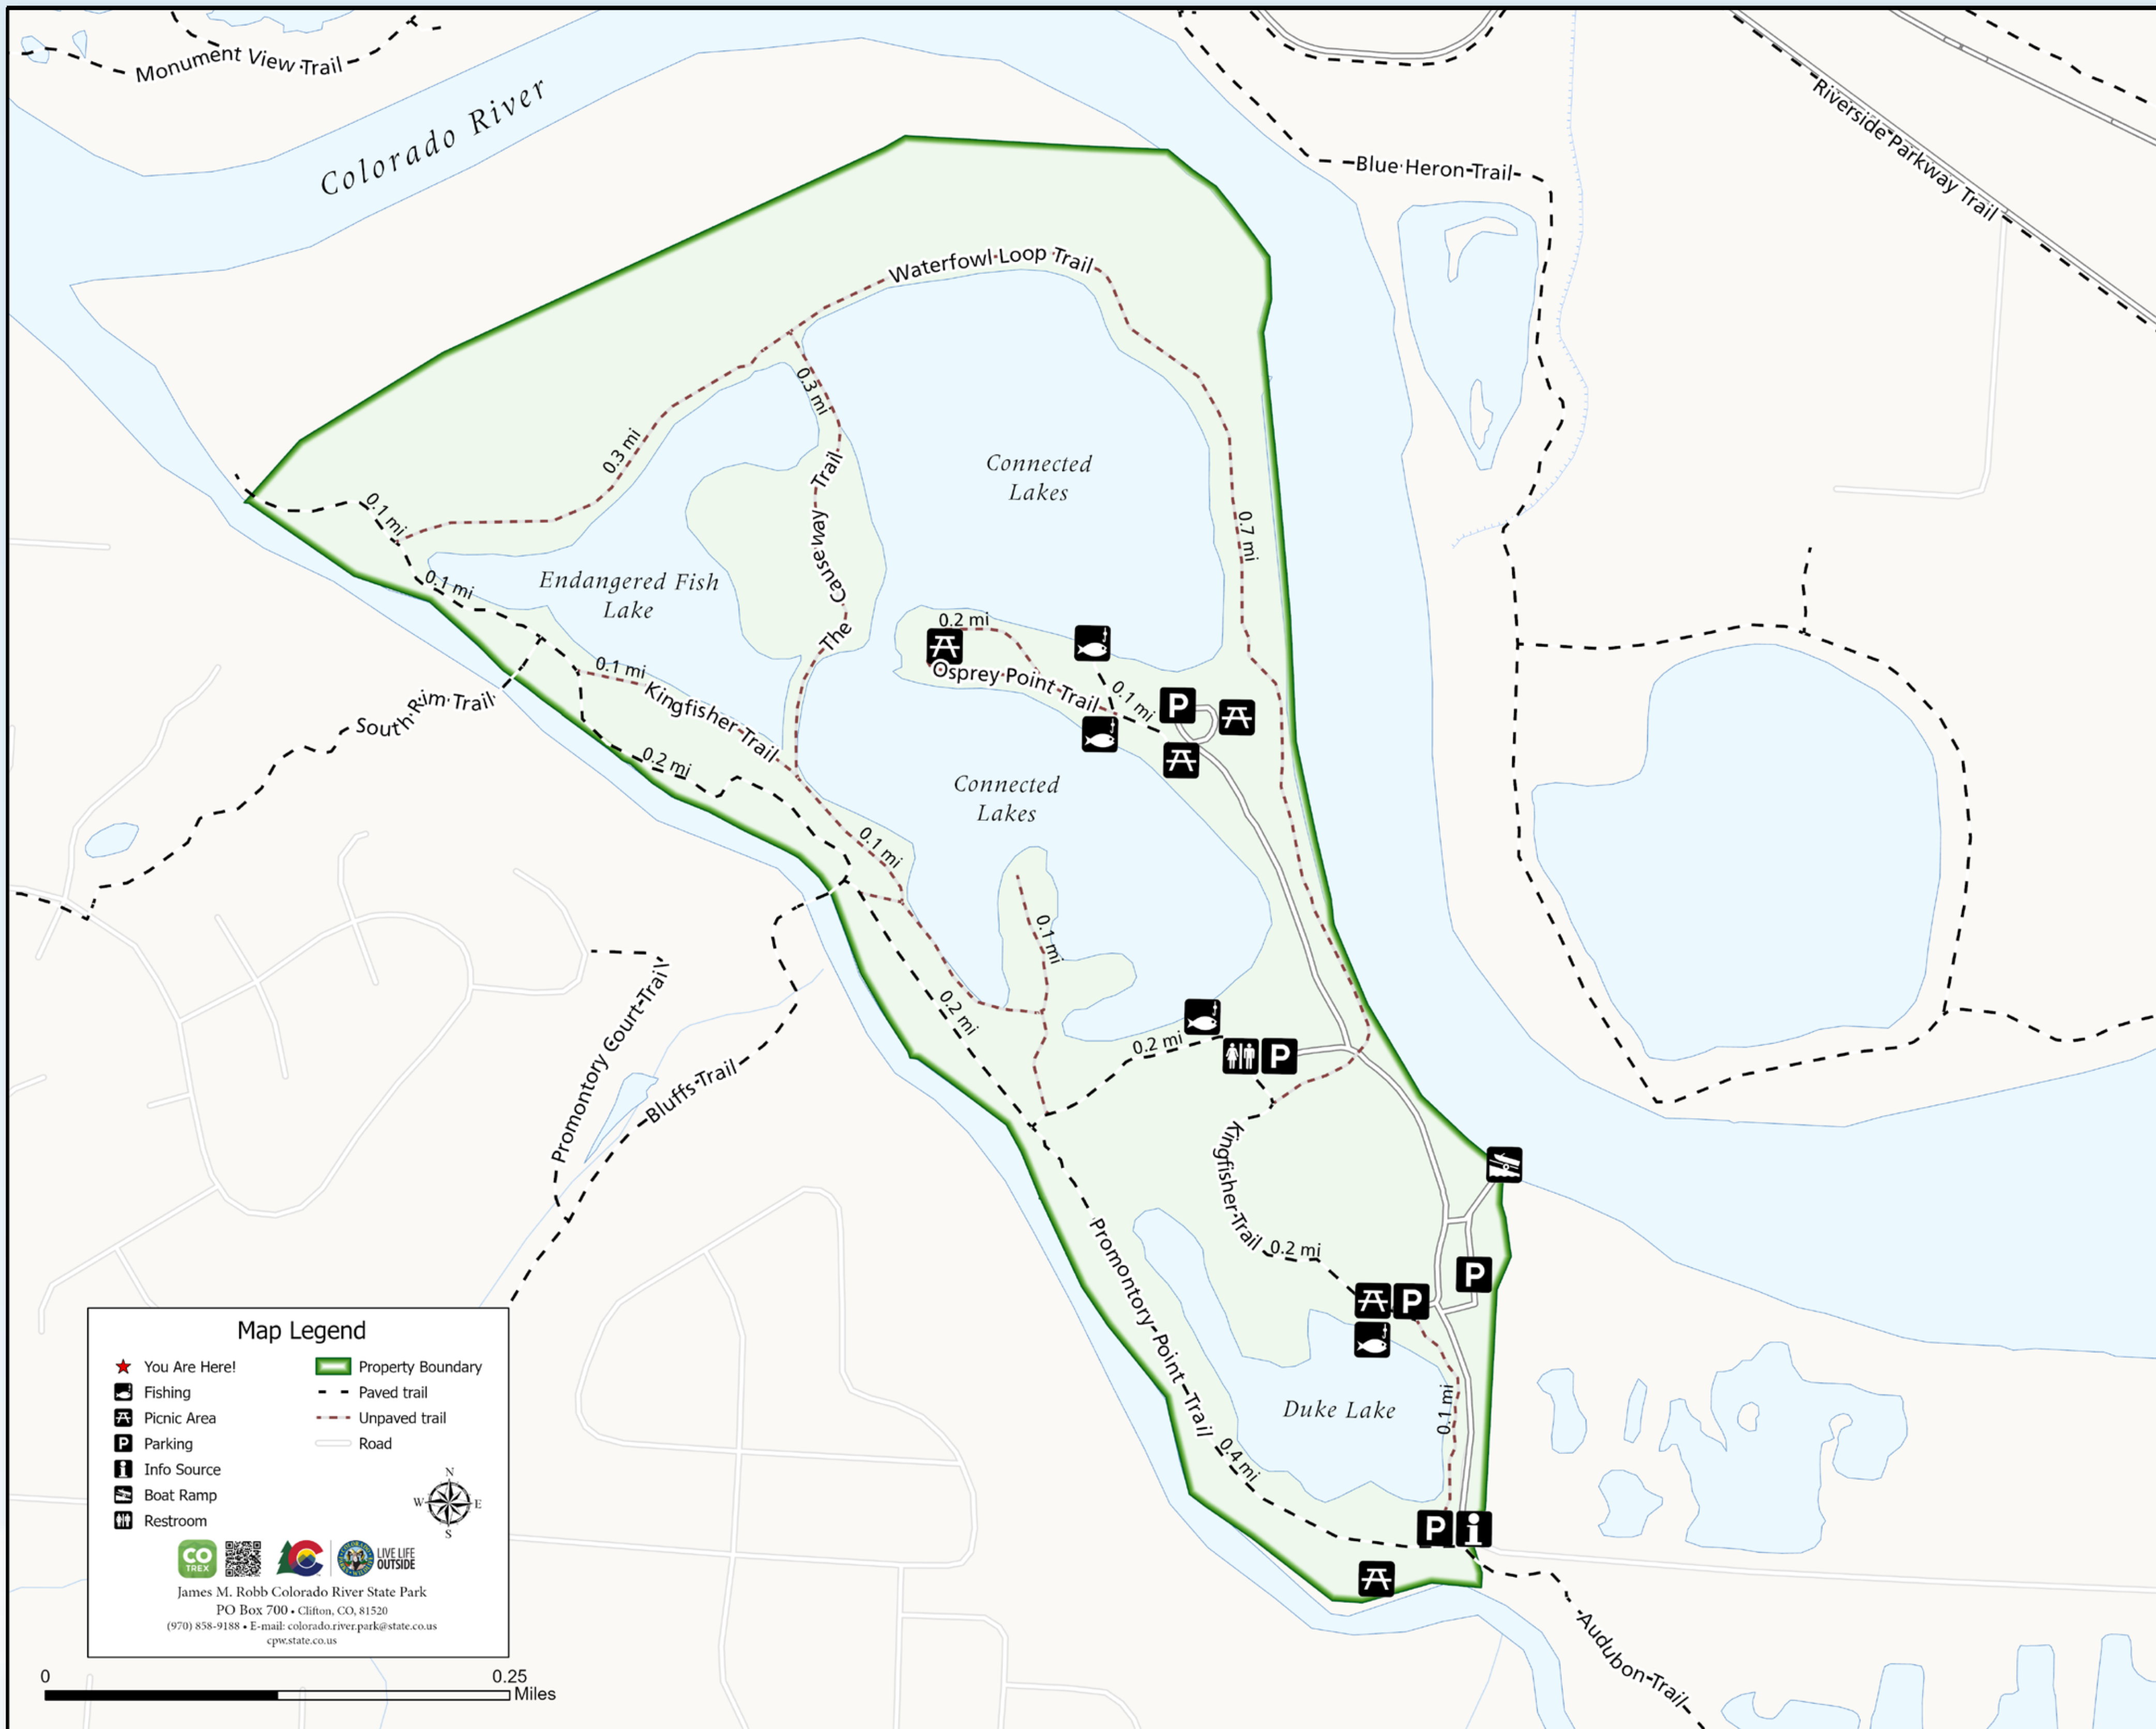 Monument View Trail
Colorado River
Riverside Parkway Trail
Blue Heron Trail
Waterfowl Loop Trail
0.3 mi
0.3 mi
Connected
Lakes
0.1 mi
0.7 mi
The Causeway Trail
0.1 mi
Endangered Fish
Lake
0.2 mi
Osprey Point Trail
0.1 mi
P
0.1 mi
Kingfisher Trail
South Rim Trail
0.2 mi
Connected
Lakes
0.1 mi
0.1 mi
Promontory Court Trail
0.2 mi
0.2 mi
P
Bluffs Trail
Kingfisher Trail
0.2 mi
P
P
Promontory Point Trail
Duke Lake
0.1 mi
0.4 mi
P
i
Audubon Trail
Map Legend
You Are Here!
Fishing
Picnic Area
P Parking
i Info Source
Boat Ramp
Restroom
Property Boundary
Paved trail
Unpaved trail
Road
N
W E
S
CO
TREX
LIVE LIFE
OUTSIDE
James M. Robb Colorado River State Park
PO Box 700 • Clifton, CO, 81520
(970) 858-9188 • E-mail: colorado.river.park@state.co.us
cpw.state.co.us
0 0.25
Miles